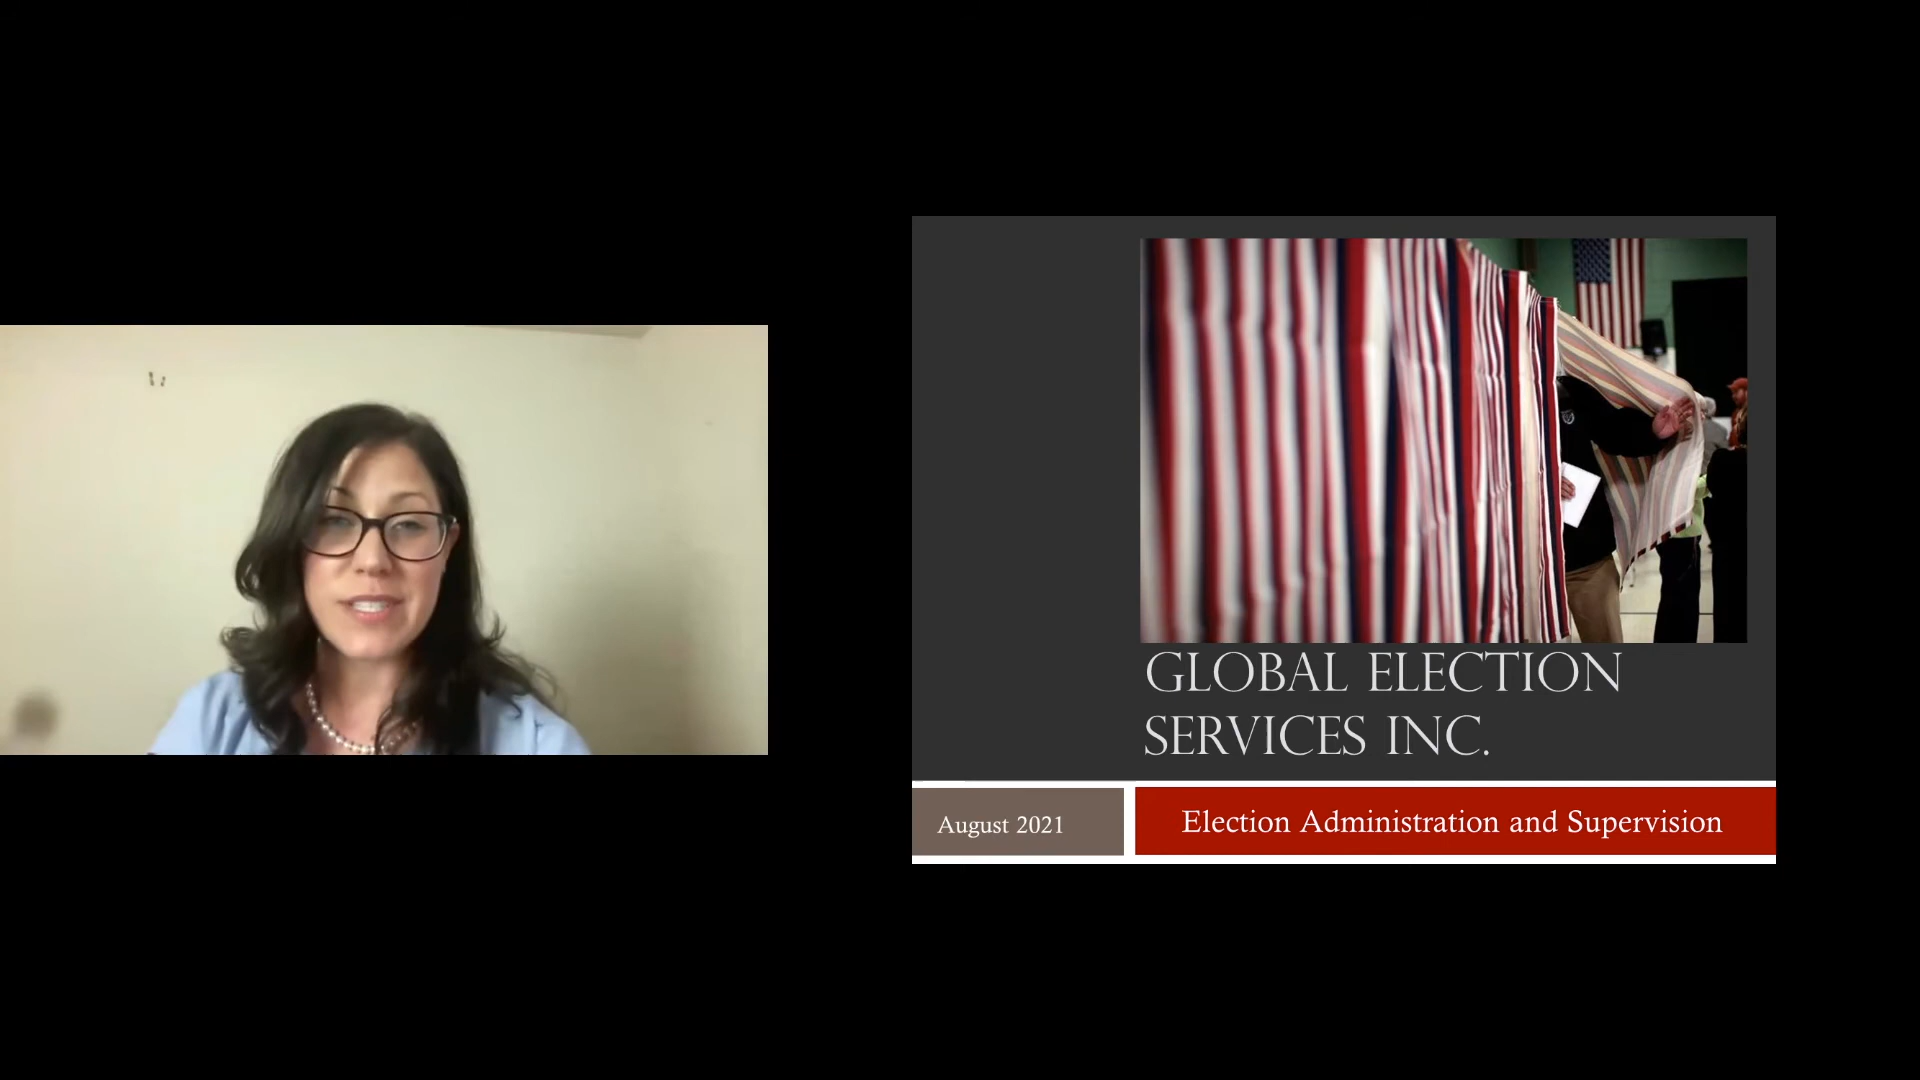 GLOBAL ELECTION
SERVICES INC.
August 2021
Election Administration and Supervision